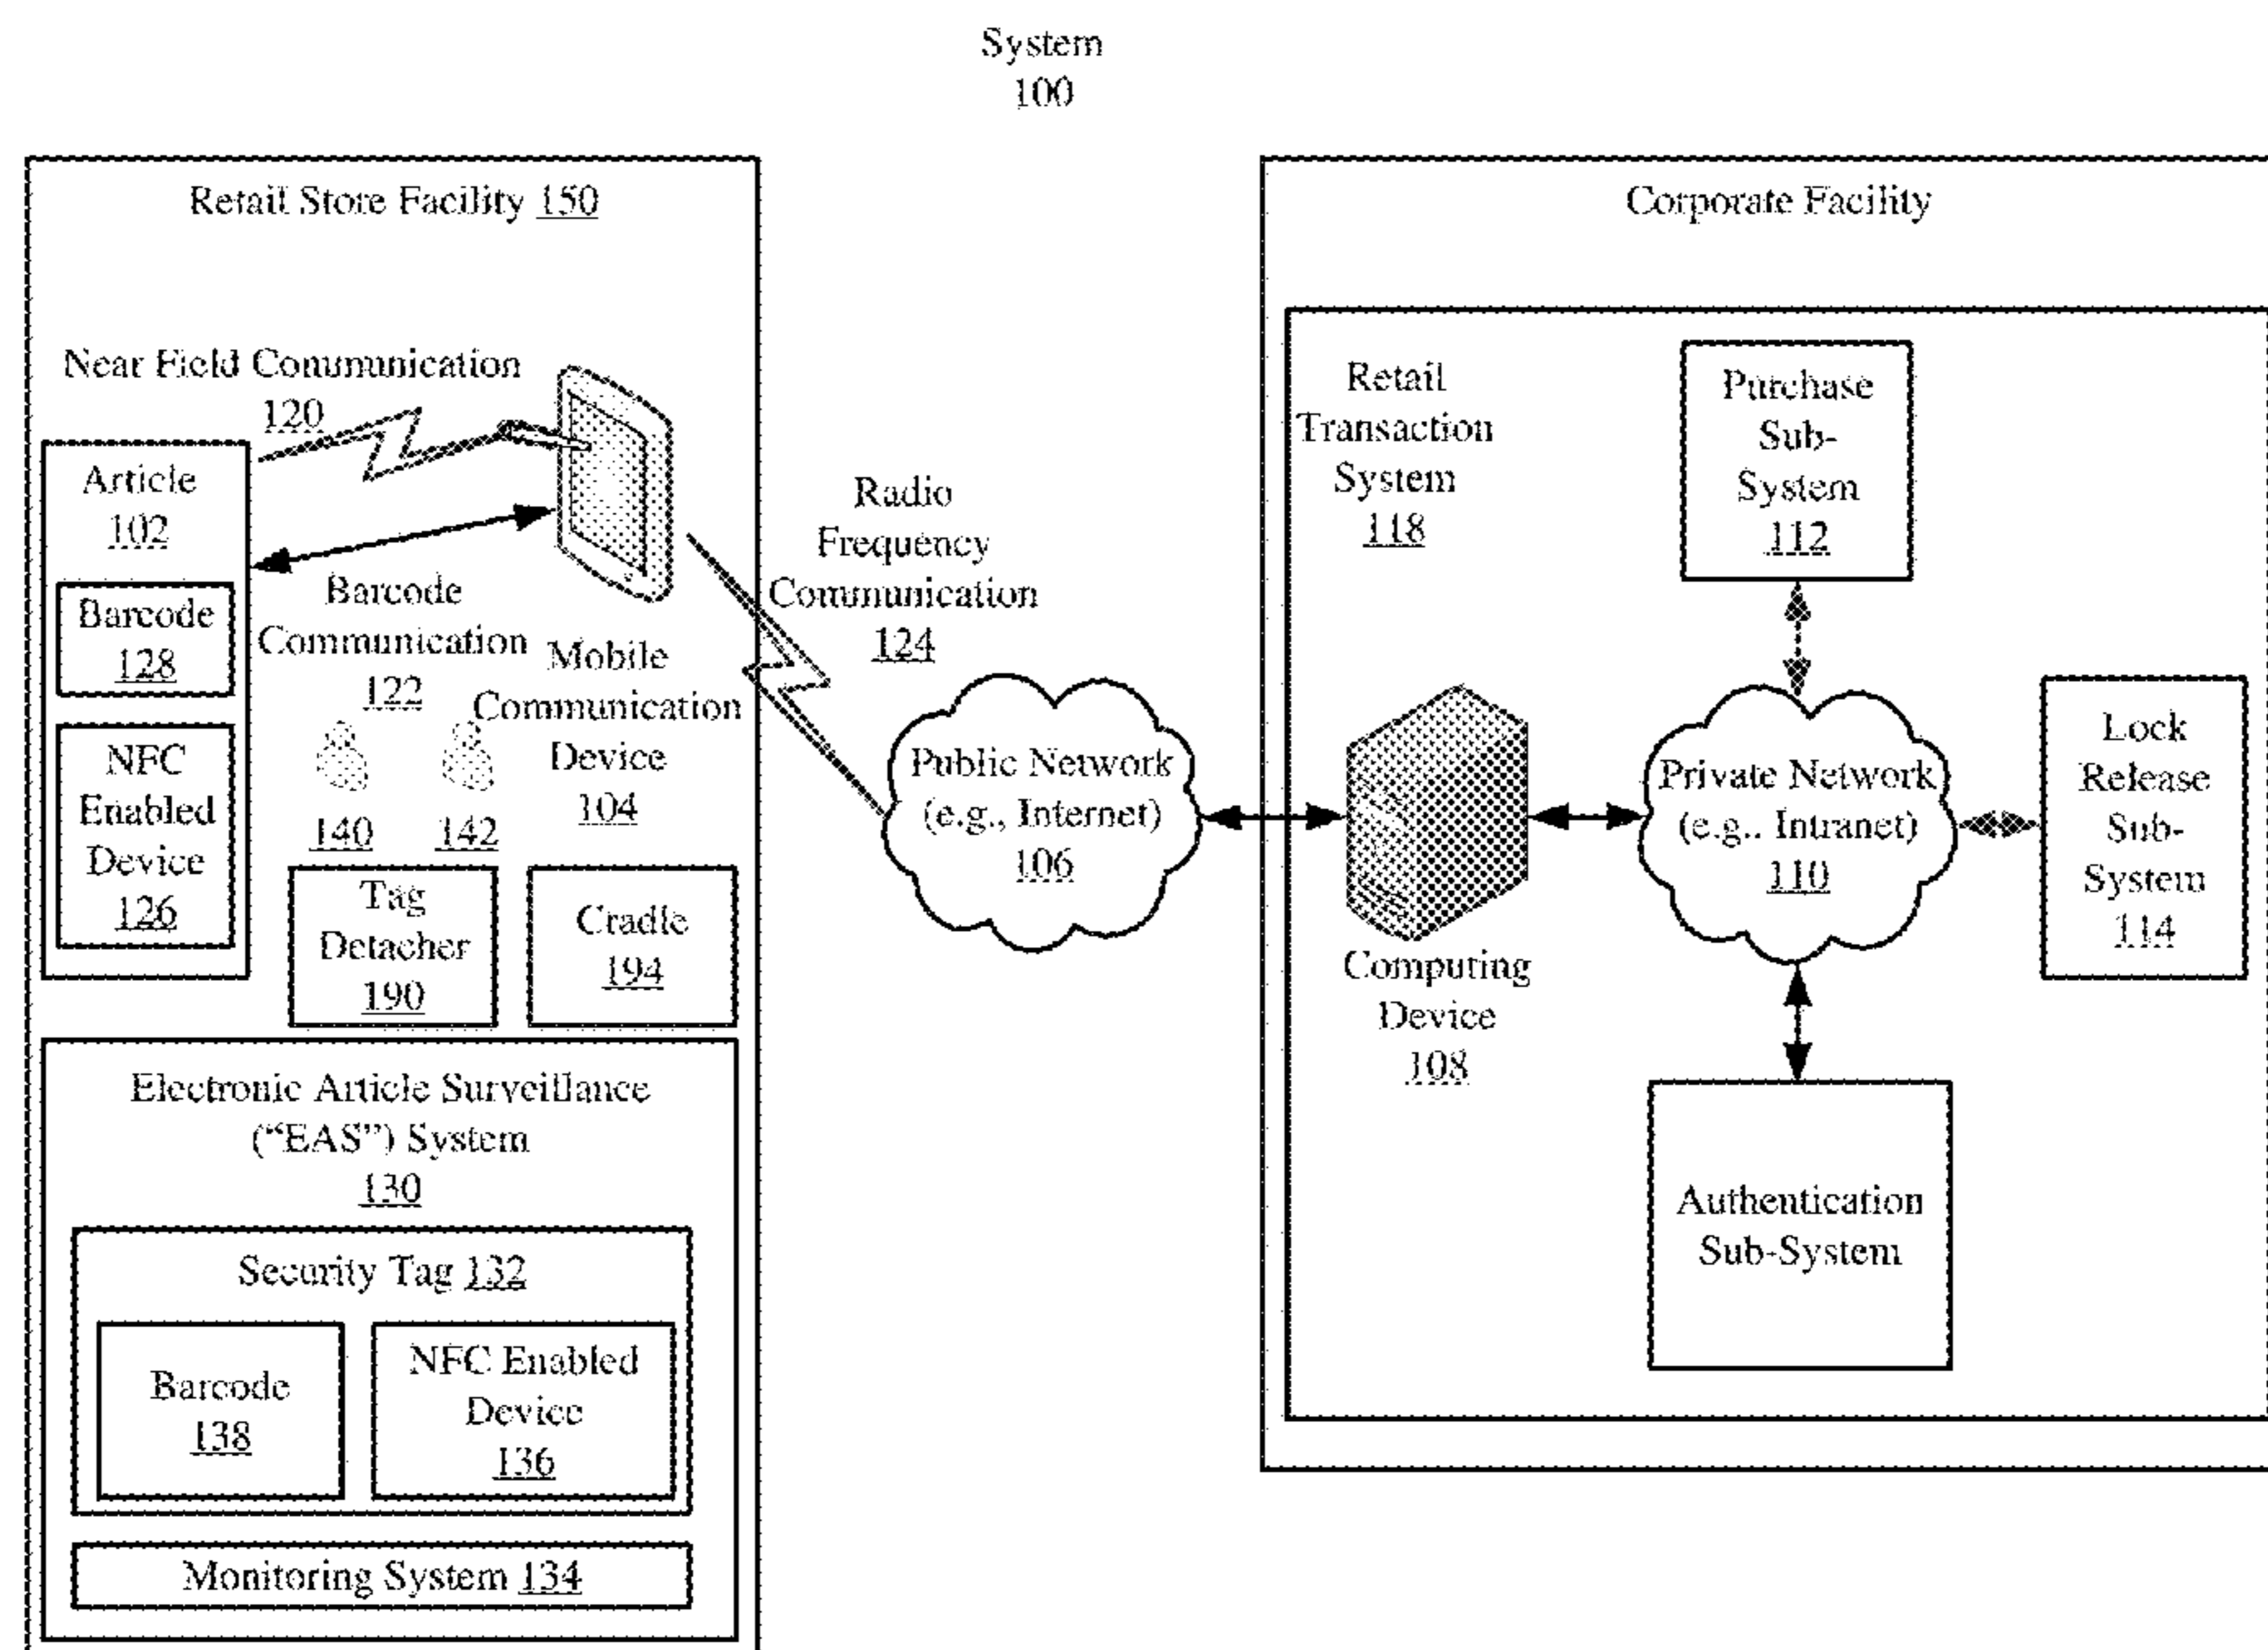 System
100
Retail Store Facility 150
Near Field Communication
120
Article
102
Barcode
128
NFC
Enabled
Device
126
Barcode
Communication
122
Mobile
Communication
Device
104
140
142
Tag
Detacher
190
Cradle
194
Electronic Article Surveillance
(“EAS”) System
130
Security Tag 132
Barcode
138
NFC Enabled
Device
136
Monitoring System 134
Radio
Frequency
Communication
124
Public Network
(e.g., Internet)
106
Corporate Facility
Retail
Transaction
System
118
Purchase
Sub-
System
112
Computing
Device
108
Private Network
(e.g.. Intranet)
110
Lock
Release
Sub-
System
114
Authentication
Sub-System